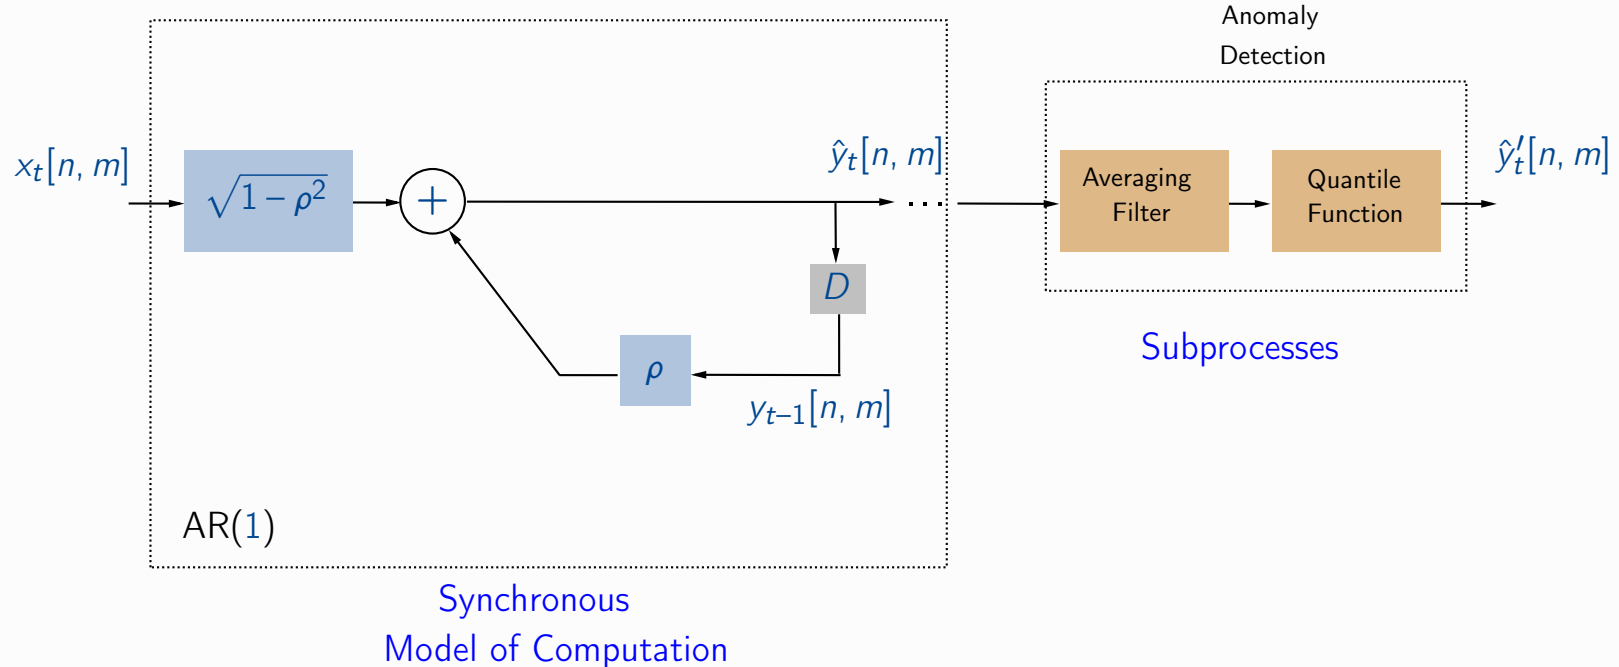 Anomaly
Detection
x_t[n, m]
√1 − ρ²
+
ŷ_t[n, m]
...
Averaging
Filter
Quantile
Function
ŷ′_t[n, m]
D
ρ
y_{t−1}[n, m]
Subprocesses
AR(1)
Synchronous
Model of Computation